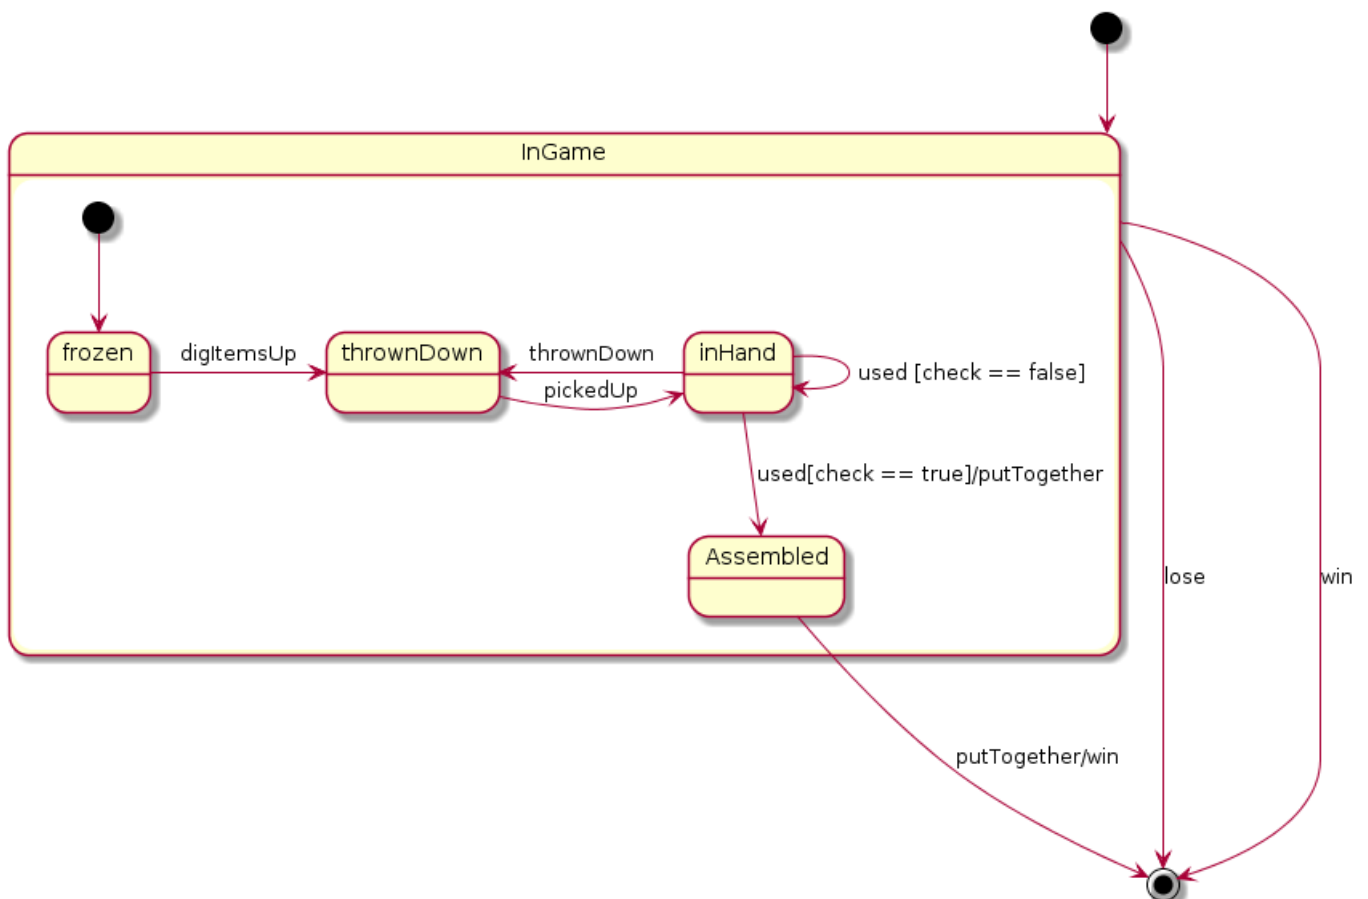 InGame
frozen
digItemsUp
thrownDown
thrownDown
pickedUp
inHand
used [check == false]
used[check == true]/putTogether
Assembled
lose
win
putTogether/win